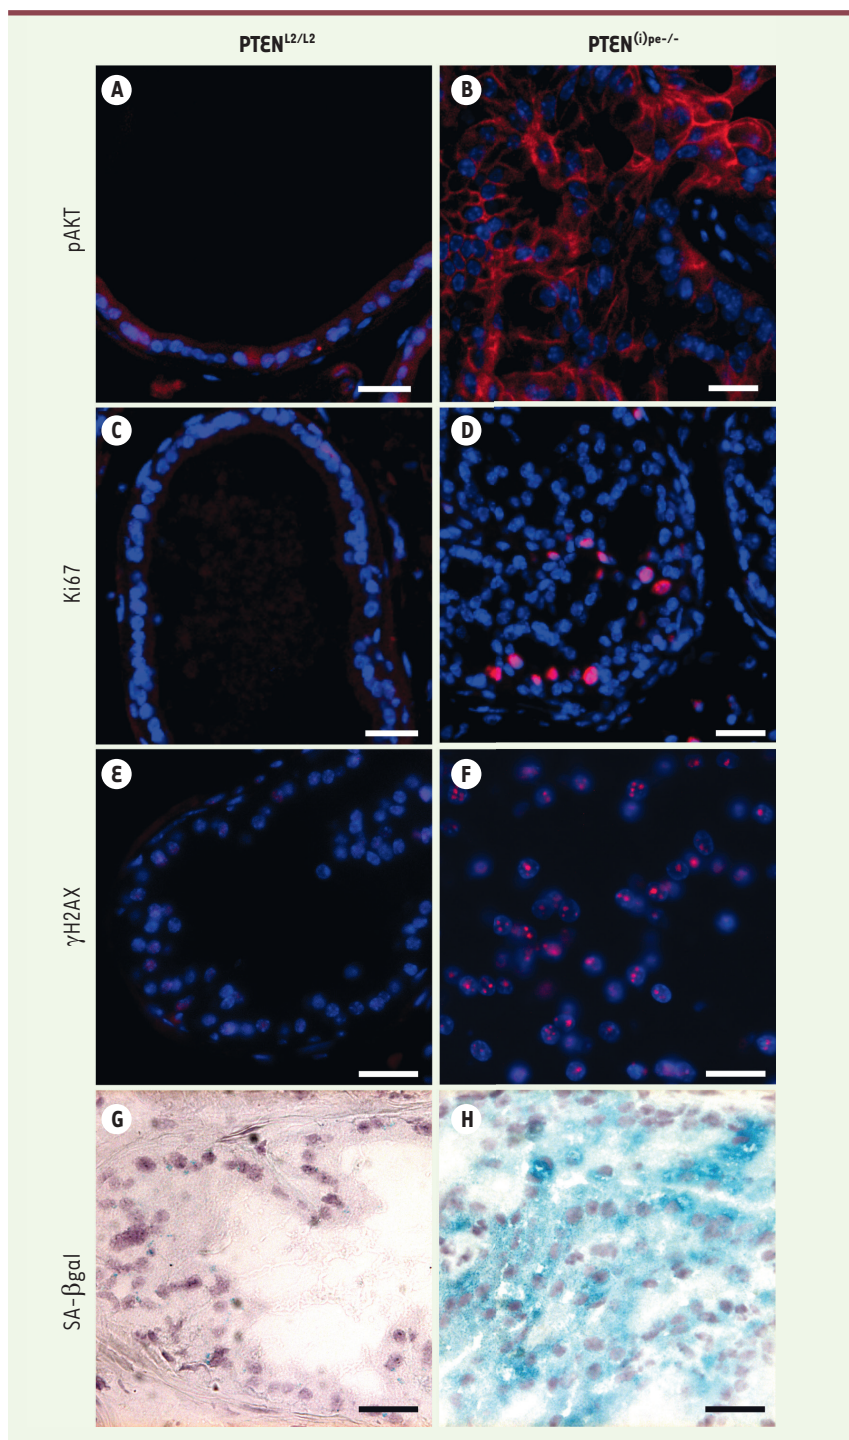 PTEN^L2/L2 PTEN^(i)pe-/-
pAKT
A B
Ki67
C D
γH2AX
E F
SA-βgal
G H